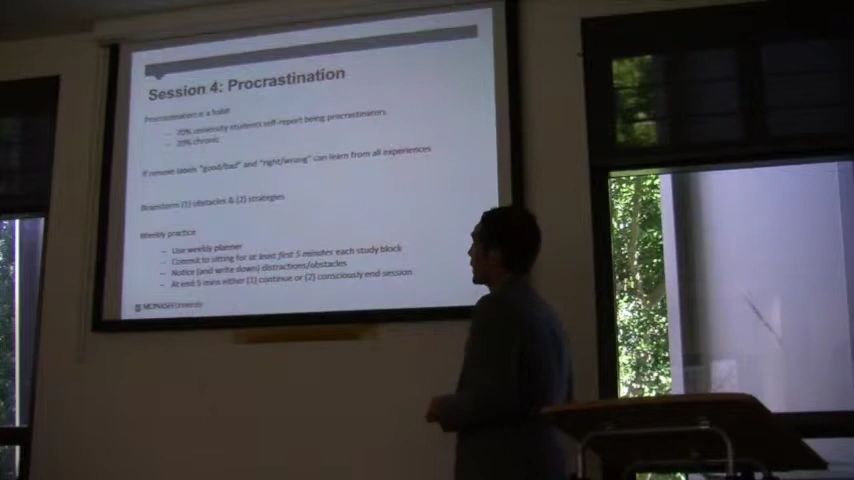 Session 4: Procrastination
Procrastination is a habit
– 70% university students self-report being procrastinators
– 20% chronic
If remove labels "good/bad" and "right/wrong" can learn from all experiences
Brainstorm (1) obstacles & (2) strategies
Weekly practice
– Use weekly planner
– Commit to sitting for at least first 5 minutes each study block
– Notice (and write down) distractions/obstacles
– At end 5 mins either (1) continue or (2) consciously end session
MONASH University